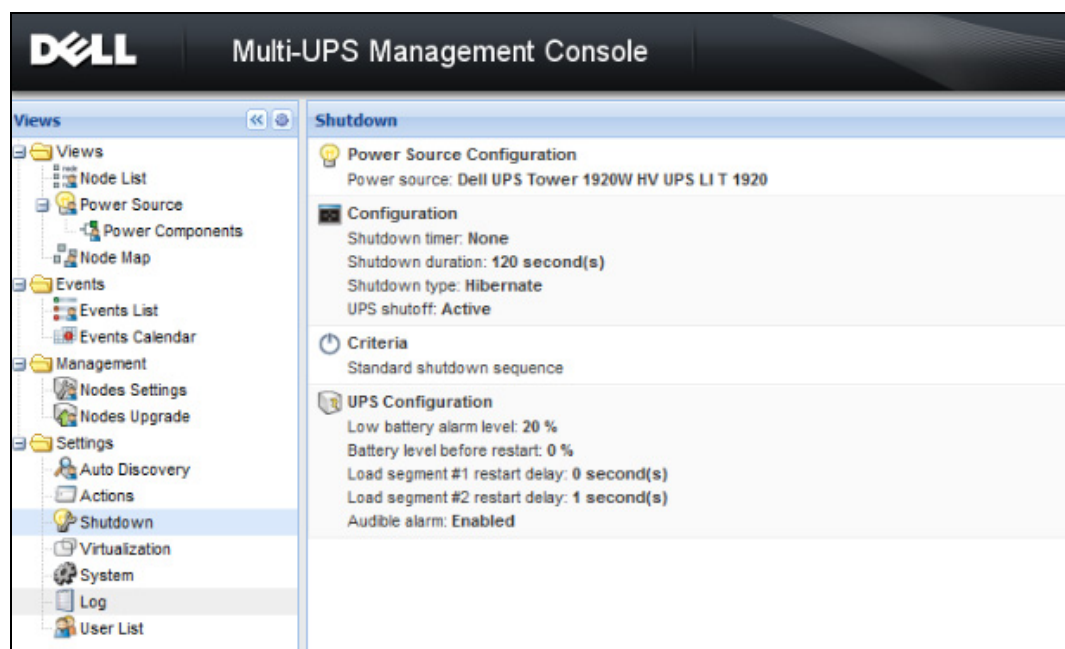 DELL
Multi-UPS Management Console
Views
Views
Node List
Power Source
Power Components
Node Map
Events
Events List
Events Calendar
Management
Nodes Settings
Nodes Upgrade
Settings
Auto Discovery
Actions
Shutdown
Virtualization
System
Log
User List
Shutdown
Power Source Configuration
Power source: Dell UPS Tower 1920W HV UPS LI T 1920
Configuration
Shutdown timer: None
Shutdown duration: 120 second(s)
Shutdown type: Hibernate
UPS shutoff: Active
Criteria
Standard shutdown sequence
UPS Configuration
Low battery alarm level: 20 %
Battery level before restart: 0 %
Load segment #1 restart delay: 0 second(s)
Load segment #2 restart delay: 1 second(s)
Audible alarm: Enabled